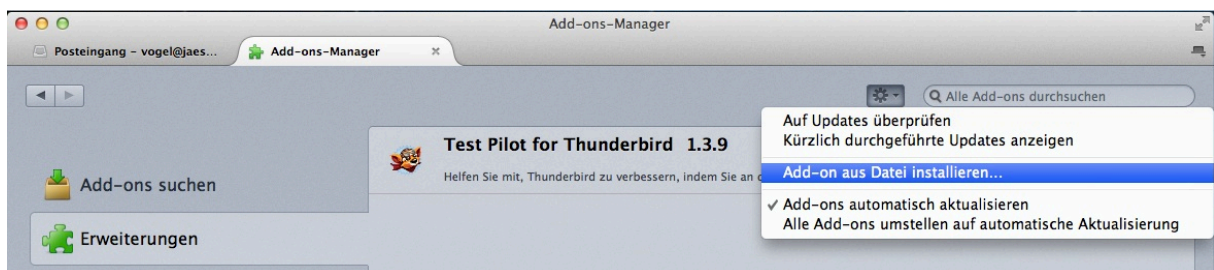 Add-ons-Manager
Posteingang - vogel@jaes...
Add-ons-Manager
Alle Add-ons durchsuchen
Auf Updates überprüfen
Kürzlich durchgeführte Updates anzeigen
Add-on aus Datei installieren...
Add-ons automatisch aktualisieren
Alle Add-ons umstellen auf automatische Aktualisierung
Test Pilot for Thunderbird 1.3.9
Helfen Sie mit, Thunderbird zu verbessern, indem Sie an
Add-ons suchen
Erweiterungen